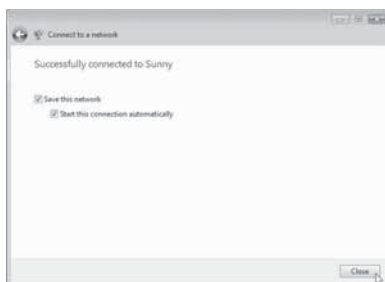 Connect to a network
Successfully connected to Sunny
Save this network
Start this connection automatically
Close